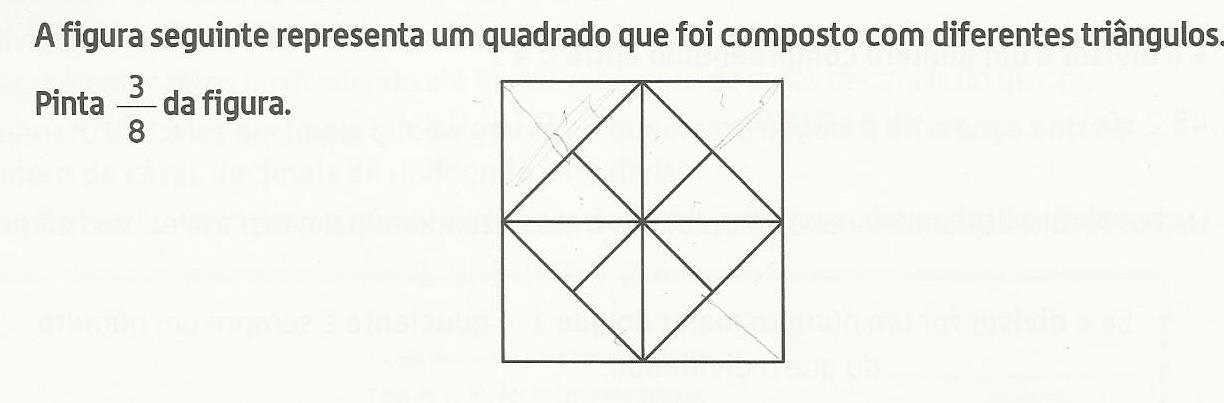 A figura seguinte representa um quadrado que foi composto com diferentes triângulos.
Pinta 3/8 da figura.